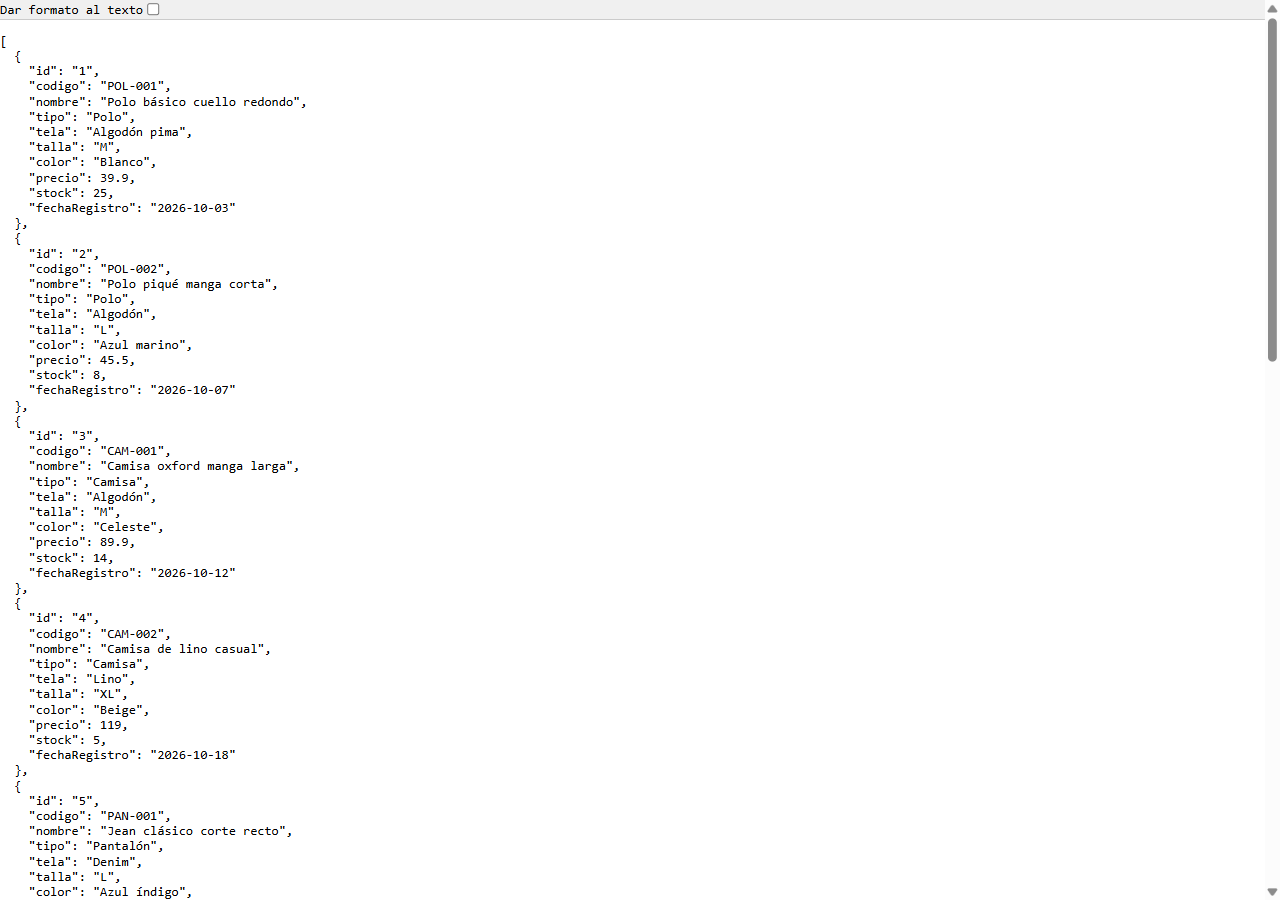 Dar formato al texto
[
  {
    "id": "1",
    "codigo": "POL-001",
    "nombre": "Polo básico cuello redondo",
    "tipo": "Polo",
    "tela": "Algodón pima",
    "talla": "M",
    "color": "Blanco",
    "precio": 39.9,
    "stock": 25,
    "fechaRegistro": "2026-10-03"
  },
  {
    "id": "2",
    "codigo": "POL-002",
    "nombre": "Polo piqué manga corta",
    "tipo": "Polo",
    "tela": "Algodón",
    "talla": "L",
    "color": "Azul marino",
    "precio": 45.5,
    "stock": 8,
    "fechaRegistro": "2026-10-07"
  },
  {
    "id": "3",
    "codigo": "CAM-001",
    "nombre": "Camisa oxford manga larga",
    "tipo": "Camisa",
    "tela": "Algodón",
    "talla": "M",
    "color": "Celeste",
    "precio": 89.9,
    "stock": 14,
    "fechaRegistro": "2026-10-12"
  },
  {
    "id": "4",
    "codigo": "CAM-002",
    "nombre": "Camisa de lino casual",
    "tipo": "Camisa",
    "tela": "Lino",
    "talla": "XL",
    "color": "Beige",
    "precio": 119,
    "stock": 5,
    "fechaRegistro": "2026-10-18"
  },
  {
    "id": "5",
    "codigo": "PAN-001",
    "nombre": "Jean clásico corte recto",
    "tipo": "Pantalón",
    "tela": "Denim",
    "talla": "L",
    "color": "Azul índigo",